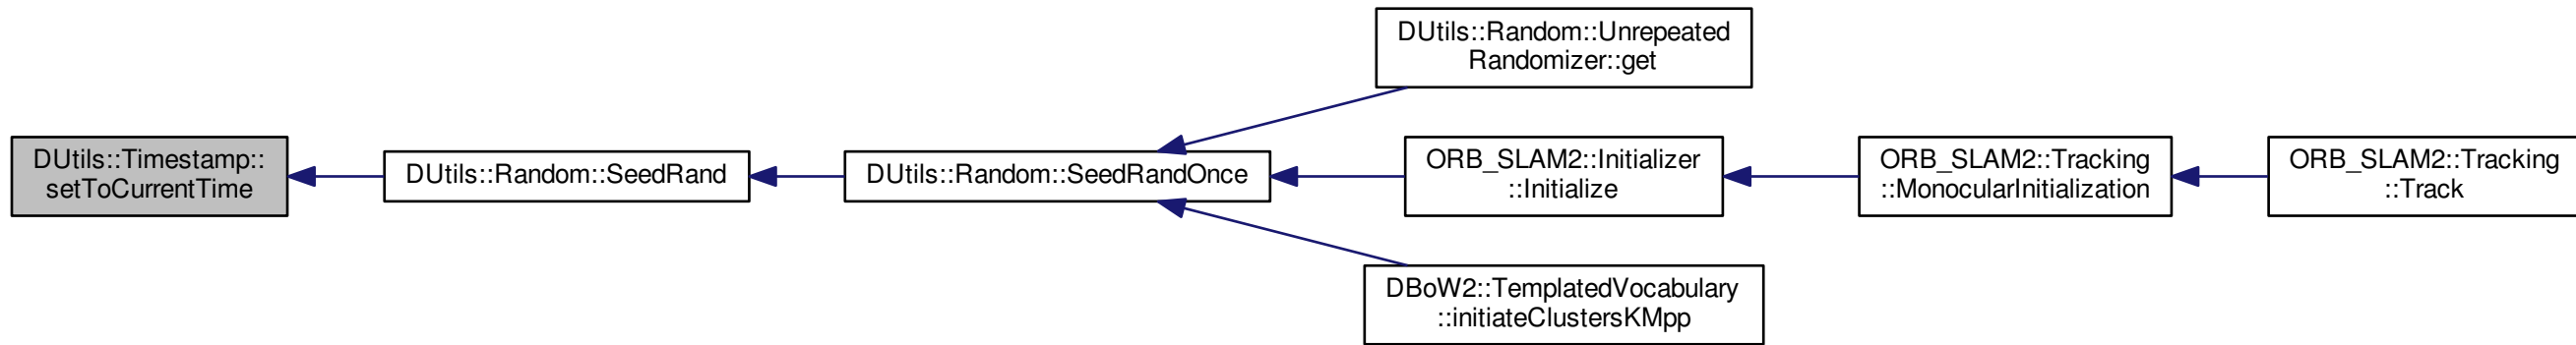 DUtils::Random::Unrepeated
Randomizer::get
DUtils::Timestamp::
setToCurrentTime
DUtils::Random::SeedRand
DUtils::Random::SeedRandOnce
ORB_SLAM2::Initializer
::Initialize
ORB_SLAM2::Tracking
::MonocularInitialization
ORB_SLAM2::Tracking
::Track
DBoW2::TemplatedVocabulary
::initiateClustersKMpp